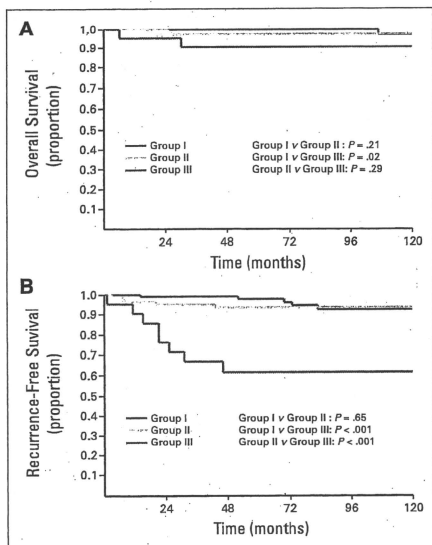 A
Overall Survival
(proportion)
1,0
0.9
0.8
0.7
0.6
0.5
0.4
0.3
0.2
0.1
Group I
Group II
Group III
Group I v Group II : P = .21
Group I v Group III: P = .02
Group II v Group III: P = .29
24
48
72
96
120
Time (months)
B
Recurrence-Free Suvival
(proportion)
1.0
0.9
0.8
0.7
0.6
0.5
0.4
0.3
0.2
0.1
Group I
Group II
Group III
Group I v Group II : P = .65
Group I v Group III: P < .001
Group II v Group III: P < .001
24
48
72
96
120
Time (months)